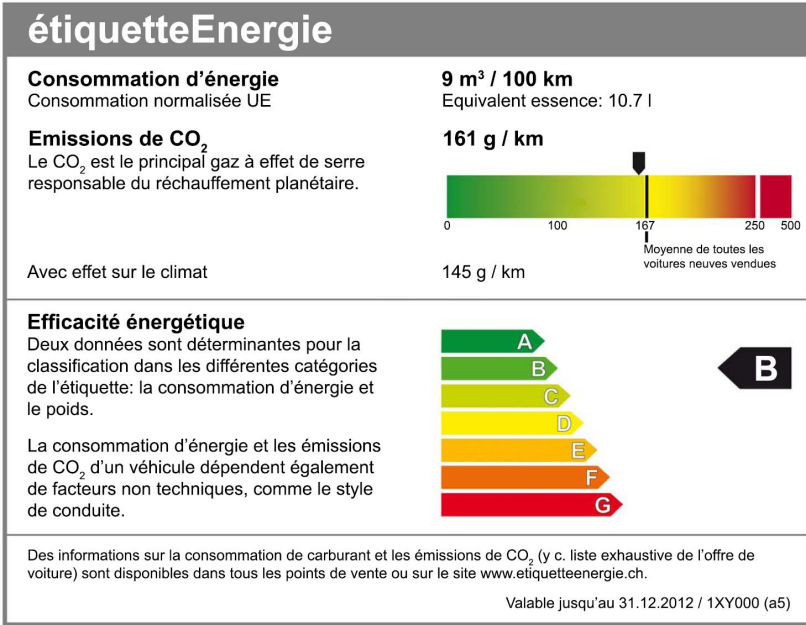 étiquetteEnergie
Consommation d'énergie
Consommation normalisée UE
9 m³ / 100 km
Equivalent essence: 10.7 l
Emissions de CO₂
Le CO₂ est le principal gaz à effet de serre
responsable du réchauffement planétaire.
161 g / km
0 100 167 250 500
Moyenne de toutes les
voitures neuves vendues
Avec effet sur le climat
145 g / km
Efficacité énergétique
Deux données sont déterminantes pour la
classification dans les différentes catégories
de l'étiquette: la consommation d'énergie et
le poids.
La consommation d'énergie et les émissions
de CO₂ d'un véhicule dépendent également
de facteurs non techniques, comme le style
de conduite.
A
B
C
D
E
F
G
B
Des informations sur la consommation de carburant et les émissions de CO₂ (y c. liste exhaustive de l'offre de
voiture) sont disponibles dans tous les points de vente ou sur le site www.etiquetteenergie.ch.
Valable jusqu'au 31.12.2012 / 1XY000 (a5)